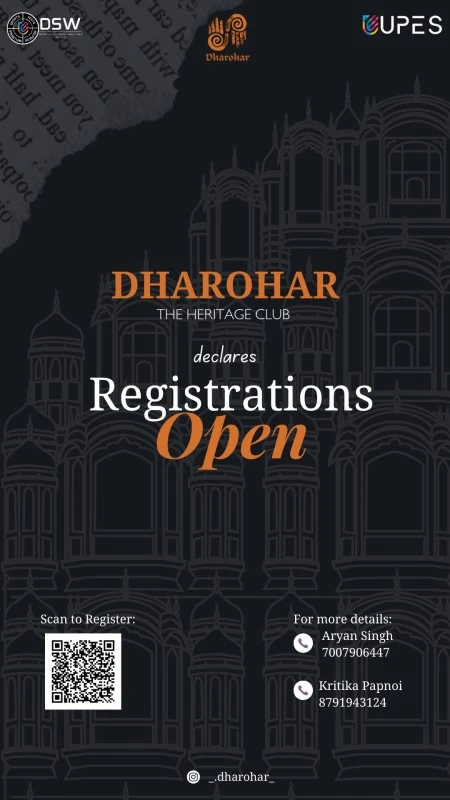 DSW
Dharohar
UPES
DHAROHAR
THE HERITAGE CLUB
declares
Registrations
Open
Scan to Register:
For more details:
Aryan Singh
7007906447
Kritika Papnoi
8791943124
_.dharohar_